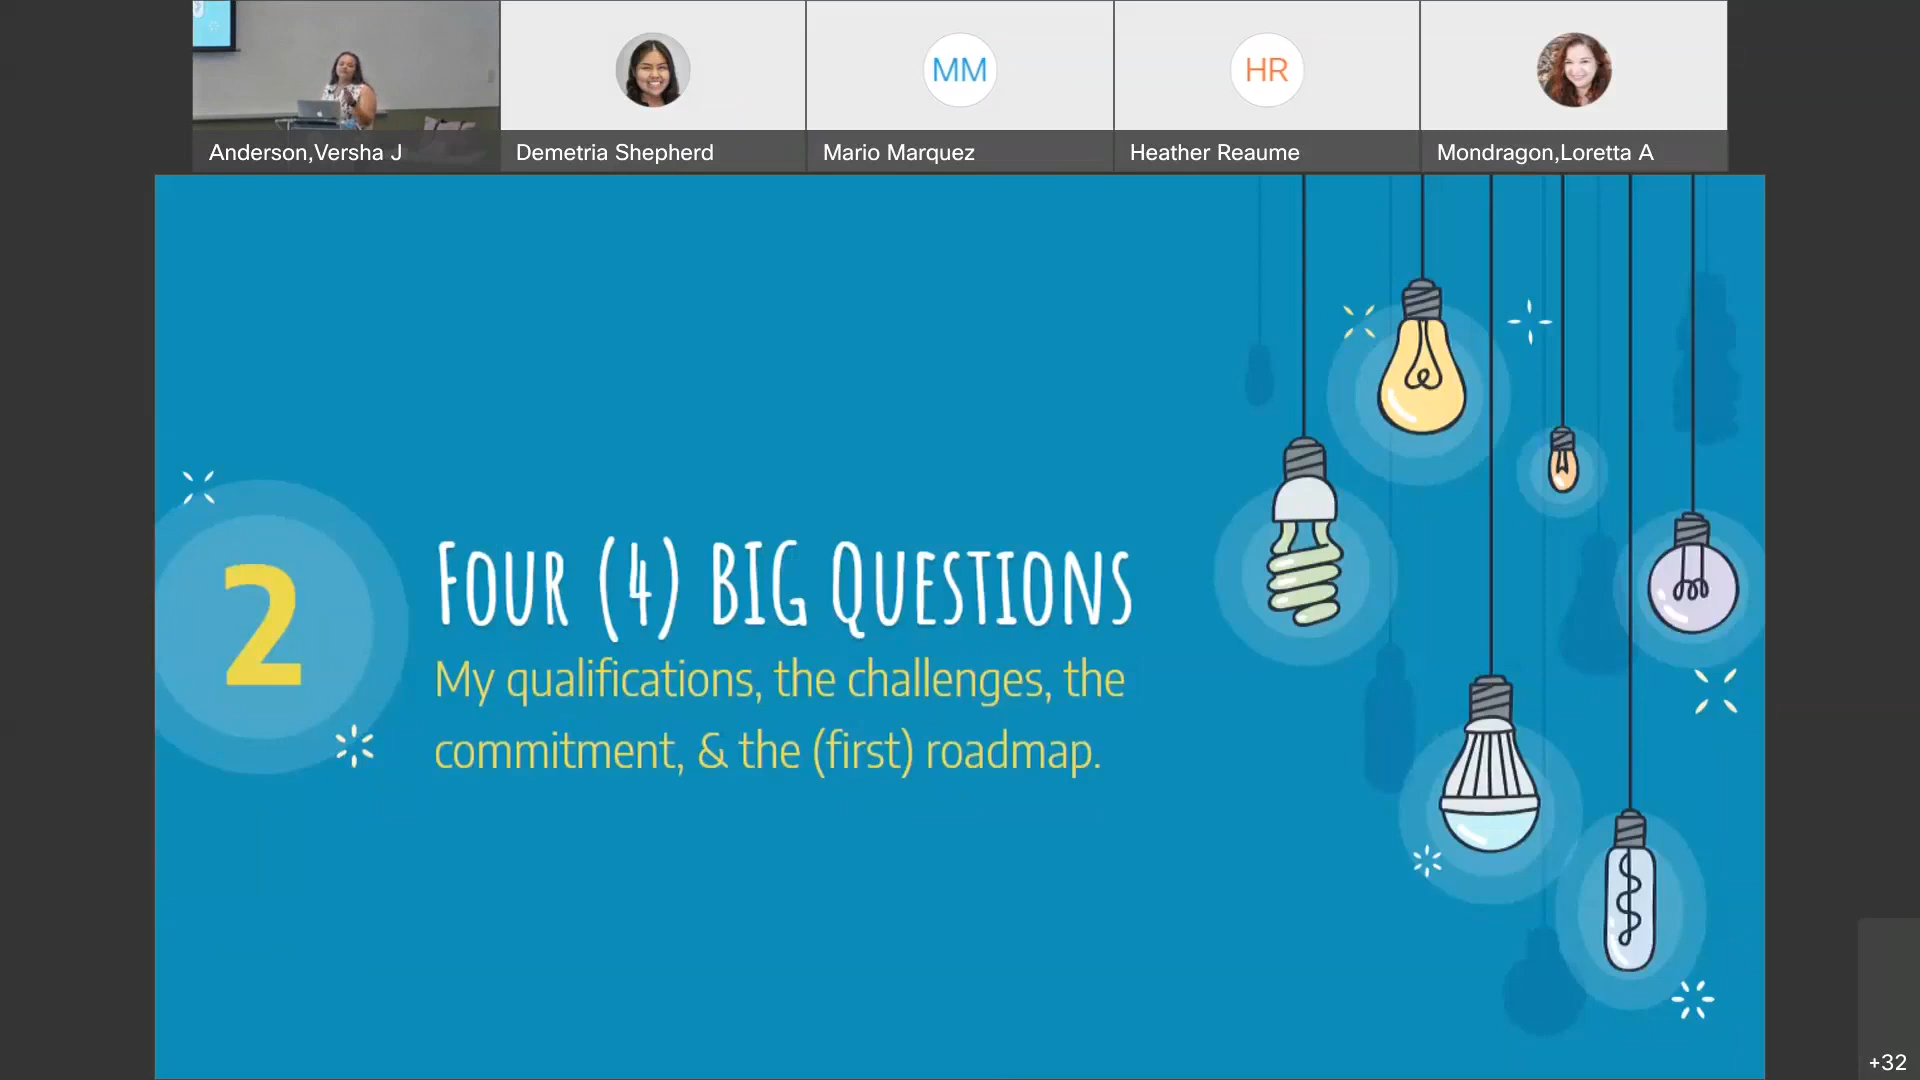 Anderson,Versha J
Demetria Shepherd
MM
Mario Marquez
HR
Heather Reaume
Mondragon,Loretta A
2
Four (4) BIG Questions
My qualifications, the challenges, the
commitment, & the (first) roadmap.
+32